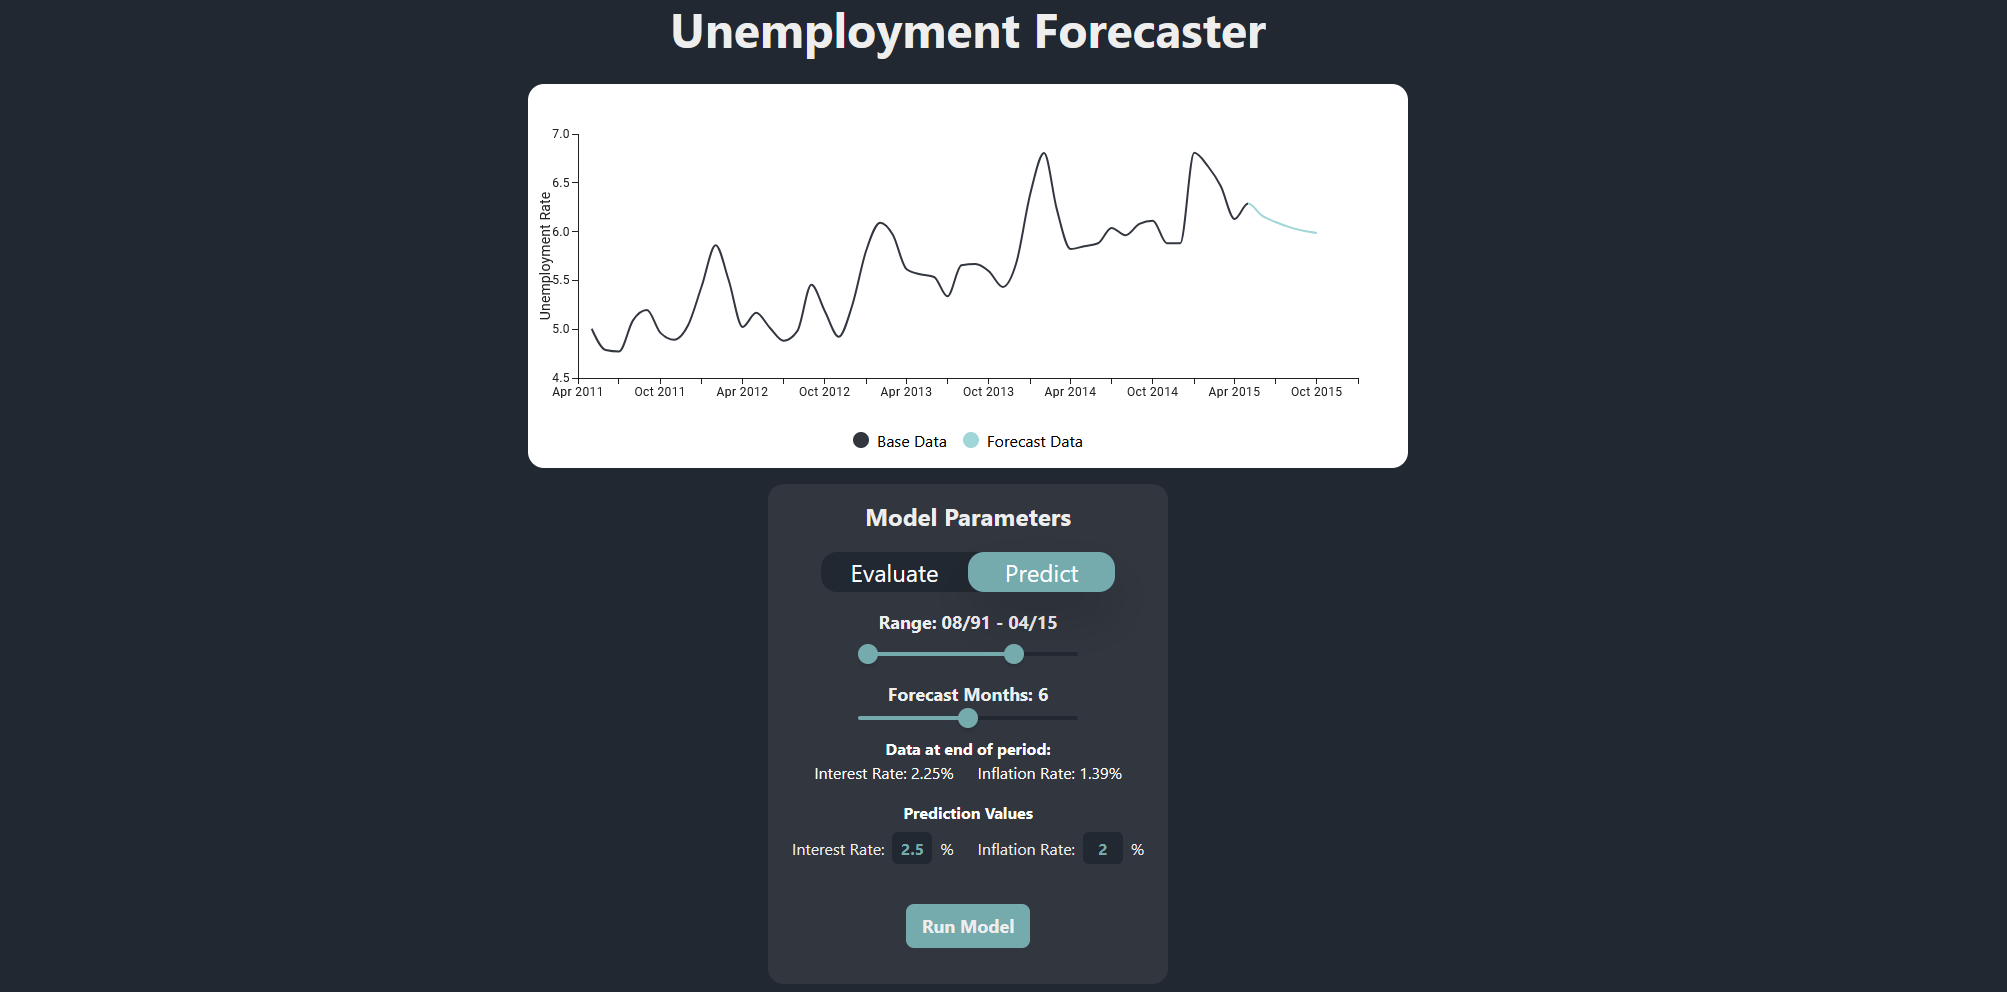 Unemployment Forecaster
7.0
6.5
6.0
5.5
5.0
4.5
Unemployment Rate
Apr 2011 Oct 2011 Apr 2012 Oct 2012 Apr 2013 Oct 2013 Apr 2014 Oct 2014 Apr 2015 Oct 2015
Base Data Forecast Data
Model Parameters
Evaluate Predict
Range: 08/91 - 04/15
Forecast Months: 6
Data at end of period:
Interest Rate: 2.25% Inflation Rate: 1.39%
Prediction Values
Interest Rate: 2.5 % Inflation Rate: 2 %
Run Model